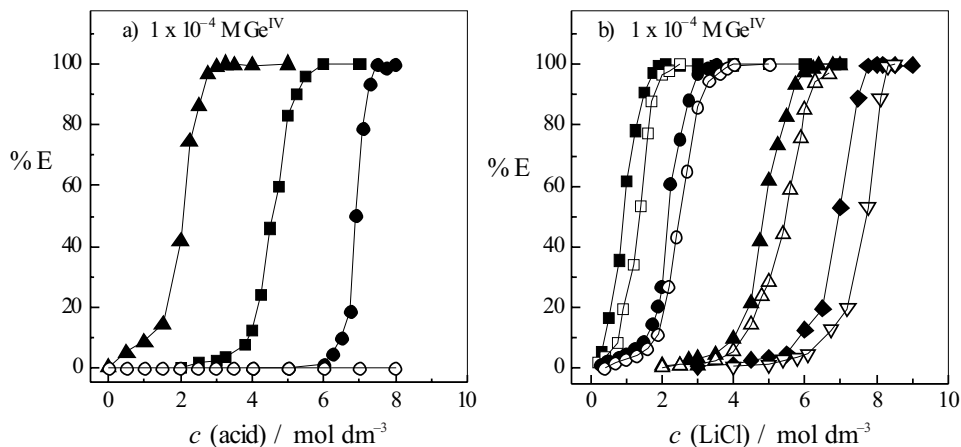 a) 1 x 10⁻⁴ M Ge^IV
100
80
60
40
20
0
% E
0 2 4 6 8 10
c (acid) / mol dm⁻³
b) 1 x 10⁻⁴ M Ge^IV
100
80
60
40
20
0
% E
0 2 4 6 8 10
c (LiCl) / mol dm⁻³